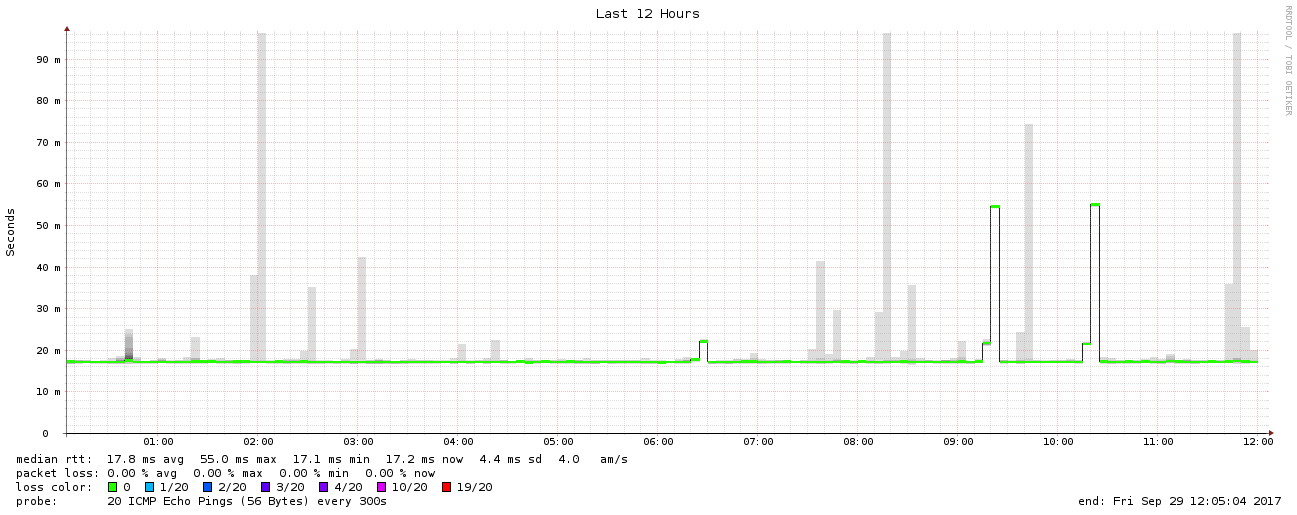 Last 12 Hours
RRDTOOL / TOBI OETIKER
Seconds
90 m
80 m
70 m
60 m
50 m
40 m
30 m
20 m
10 m
0
01:00 02:00 03:00 04:00 05:00 06:00 07:00 08:00 09:00 10:00 11:00 12:00
median rtt: 17.8 ms avg 55.0 ms max 17.1 ms min 17.2 ms now 4.4 ms sd 4.0 am/s
packet loss: 0.00 % avg 0.00 % max 0.00 % min 0.00 % now
loss color: 0 1/20 2/20 3/20 4/20 10/20 19/20
probe: 20 ICMP Echo Pings (56 Bytes) every 300s end: Fri Sep 29 12:05:04 2017